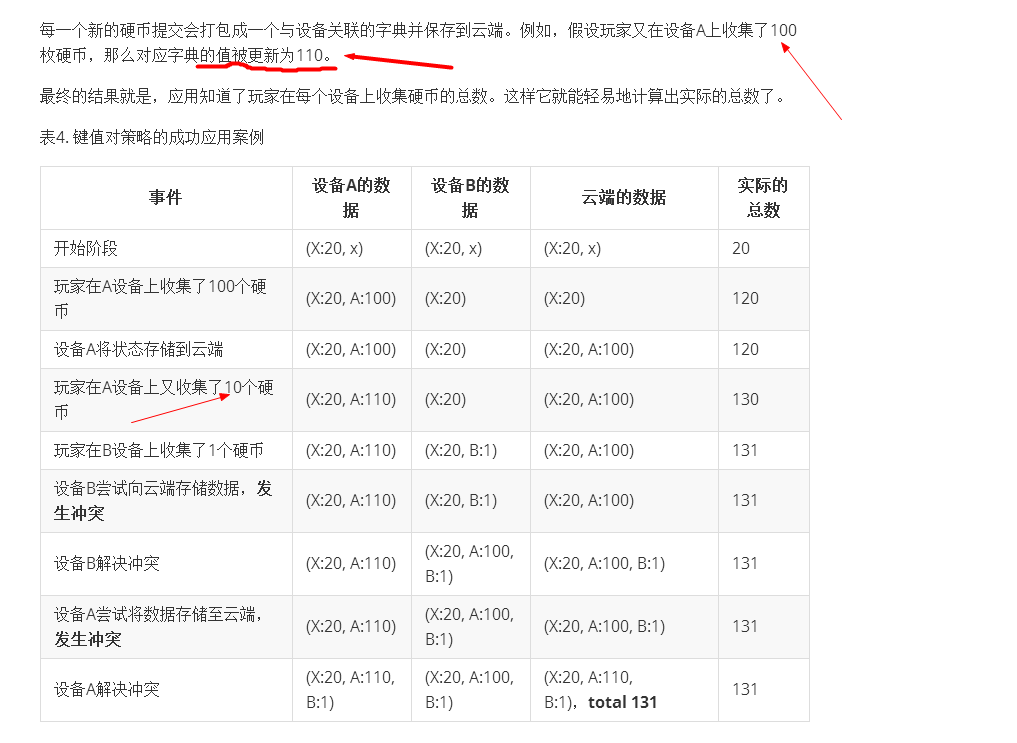 每一个新的硬币提交会打包成一个与设备关联的字典并保存到云端。例如，假设玩家又在设备A上收集了100
枚硬币，那么对应字典的值被更新为110。
最终的结果就是，应用知道了玩家在每个设备上收集硬币的总数。这样它就能轻易地计算出实际的总数了。
表4. 键值对策略的成功应用案例
事件 设备A的数据 设备B的数据 云端的数据 实际的总数
开始阶段 (X:20, x) (X:20, x) (X:20, x) 20
玩家在A设备上收集了100个硬币 (X:20, A:100) (X:20) (X:20) 120
设备A将状态存储到云端 (X:20, A:100) (X:20) (X:20, A:100) 120
玩家在A设备上又收集了10个硬币 (X:20, A:110) (X:20) (X:20, A:100) 130
玩家在B设备上收集了1个硬币 (X:20, A:110) (X:20, B:1) (X:20, A:100) 131
设备B尝试向云端存储数据，发生冲突 (X:20, A:110) (X:20, B:1) (X:20, A:100) 131
设备B解决冲突 (X:20, A:110) (X:20, A:100, B:1) (X:20, A:100, B:1) 131
设备A尝试将数据存储至云端，发生冲突 (X:20, A:110) (X:20, A:100, B:1) (X:20, A:100, B:1) 131
设备A解决冲突 (X:20, A:110, B:1) (X:20, A:100, B:1) (X:20, A:110, B:1)，total 131 131